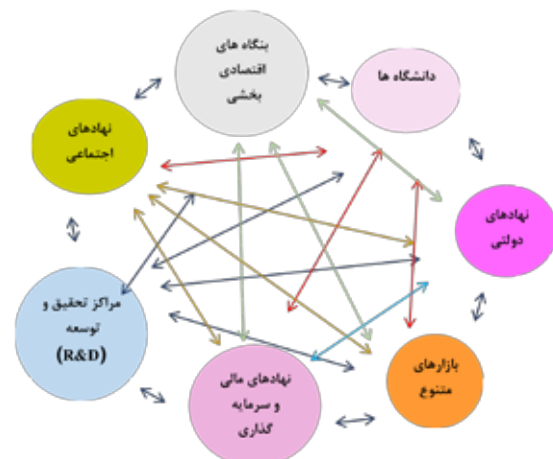 بنگاه های
اقتصادی
بخشی
دانشگاه ها
نهادهای
دولتی
بازارهای
متنوع
نهادهای مالی
و سرمایه
گذاری
مراکز تحقیق و
توسعه
(R&D)
نهادهای
اجتماعی